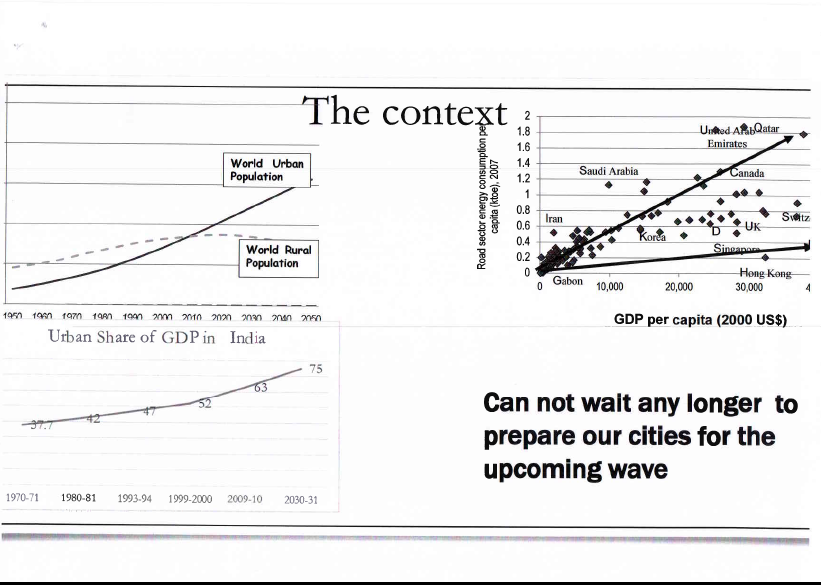 The context
World Urban
Population
World Rural
Population
1950 1960 1970 1980 1990 2000 2010 2020 2030 2040 2050
Road sector energy consumption per
capita (ktoe), 2007
2
1.8
1.6
1.4
1.2
1
0.8
0.6
0.4
0.2
0
United Arab
Emirates
Qatar
Saudi Arabia
Canada
Iran
Korea
D
UK
Singapore
Hong Kong
Gabon
0 10,000 20,000 30,000 4
GDP per capita (2000 US$)
Urban Share of GDP in India
37.7 42 47 52 63 75
1970-71 1980-81 1993-94 1999-2000 2009-10 2030-31
Can not wait any longer to
prepare our cities for the
upcoming wave